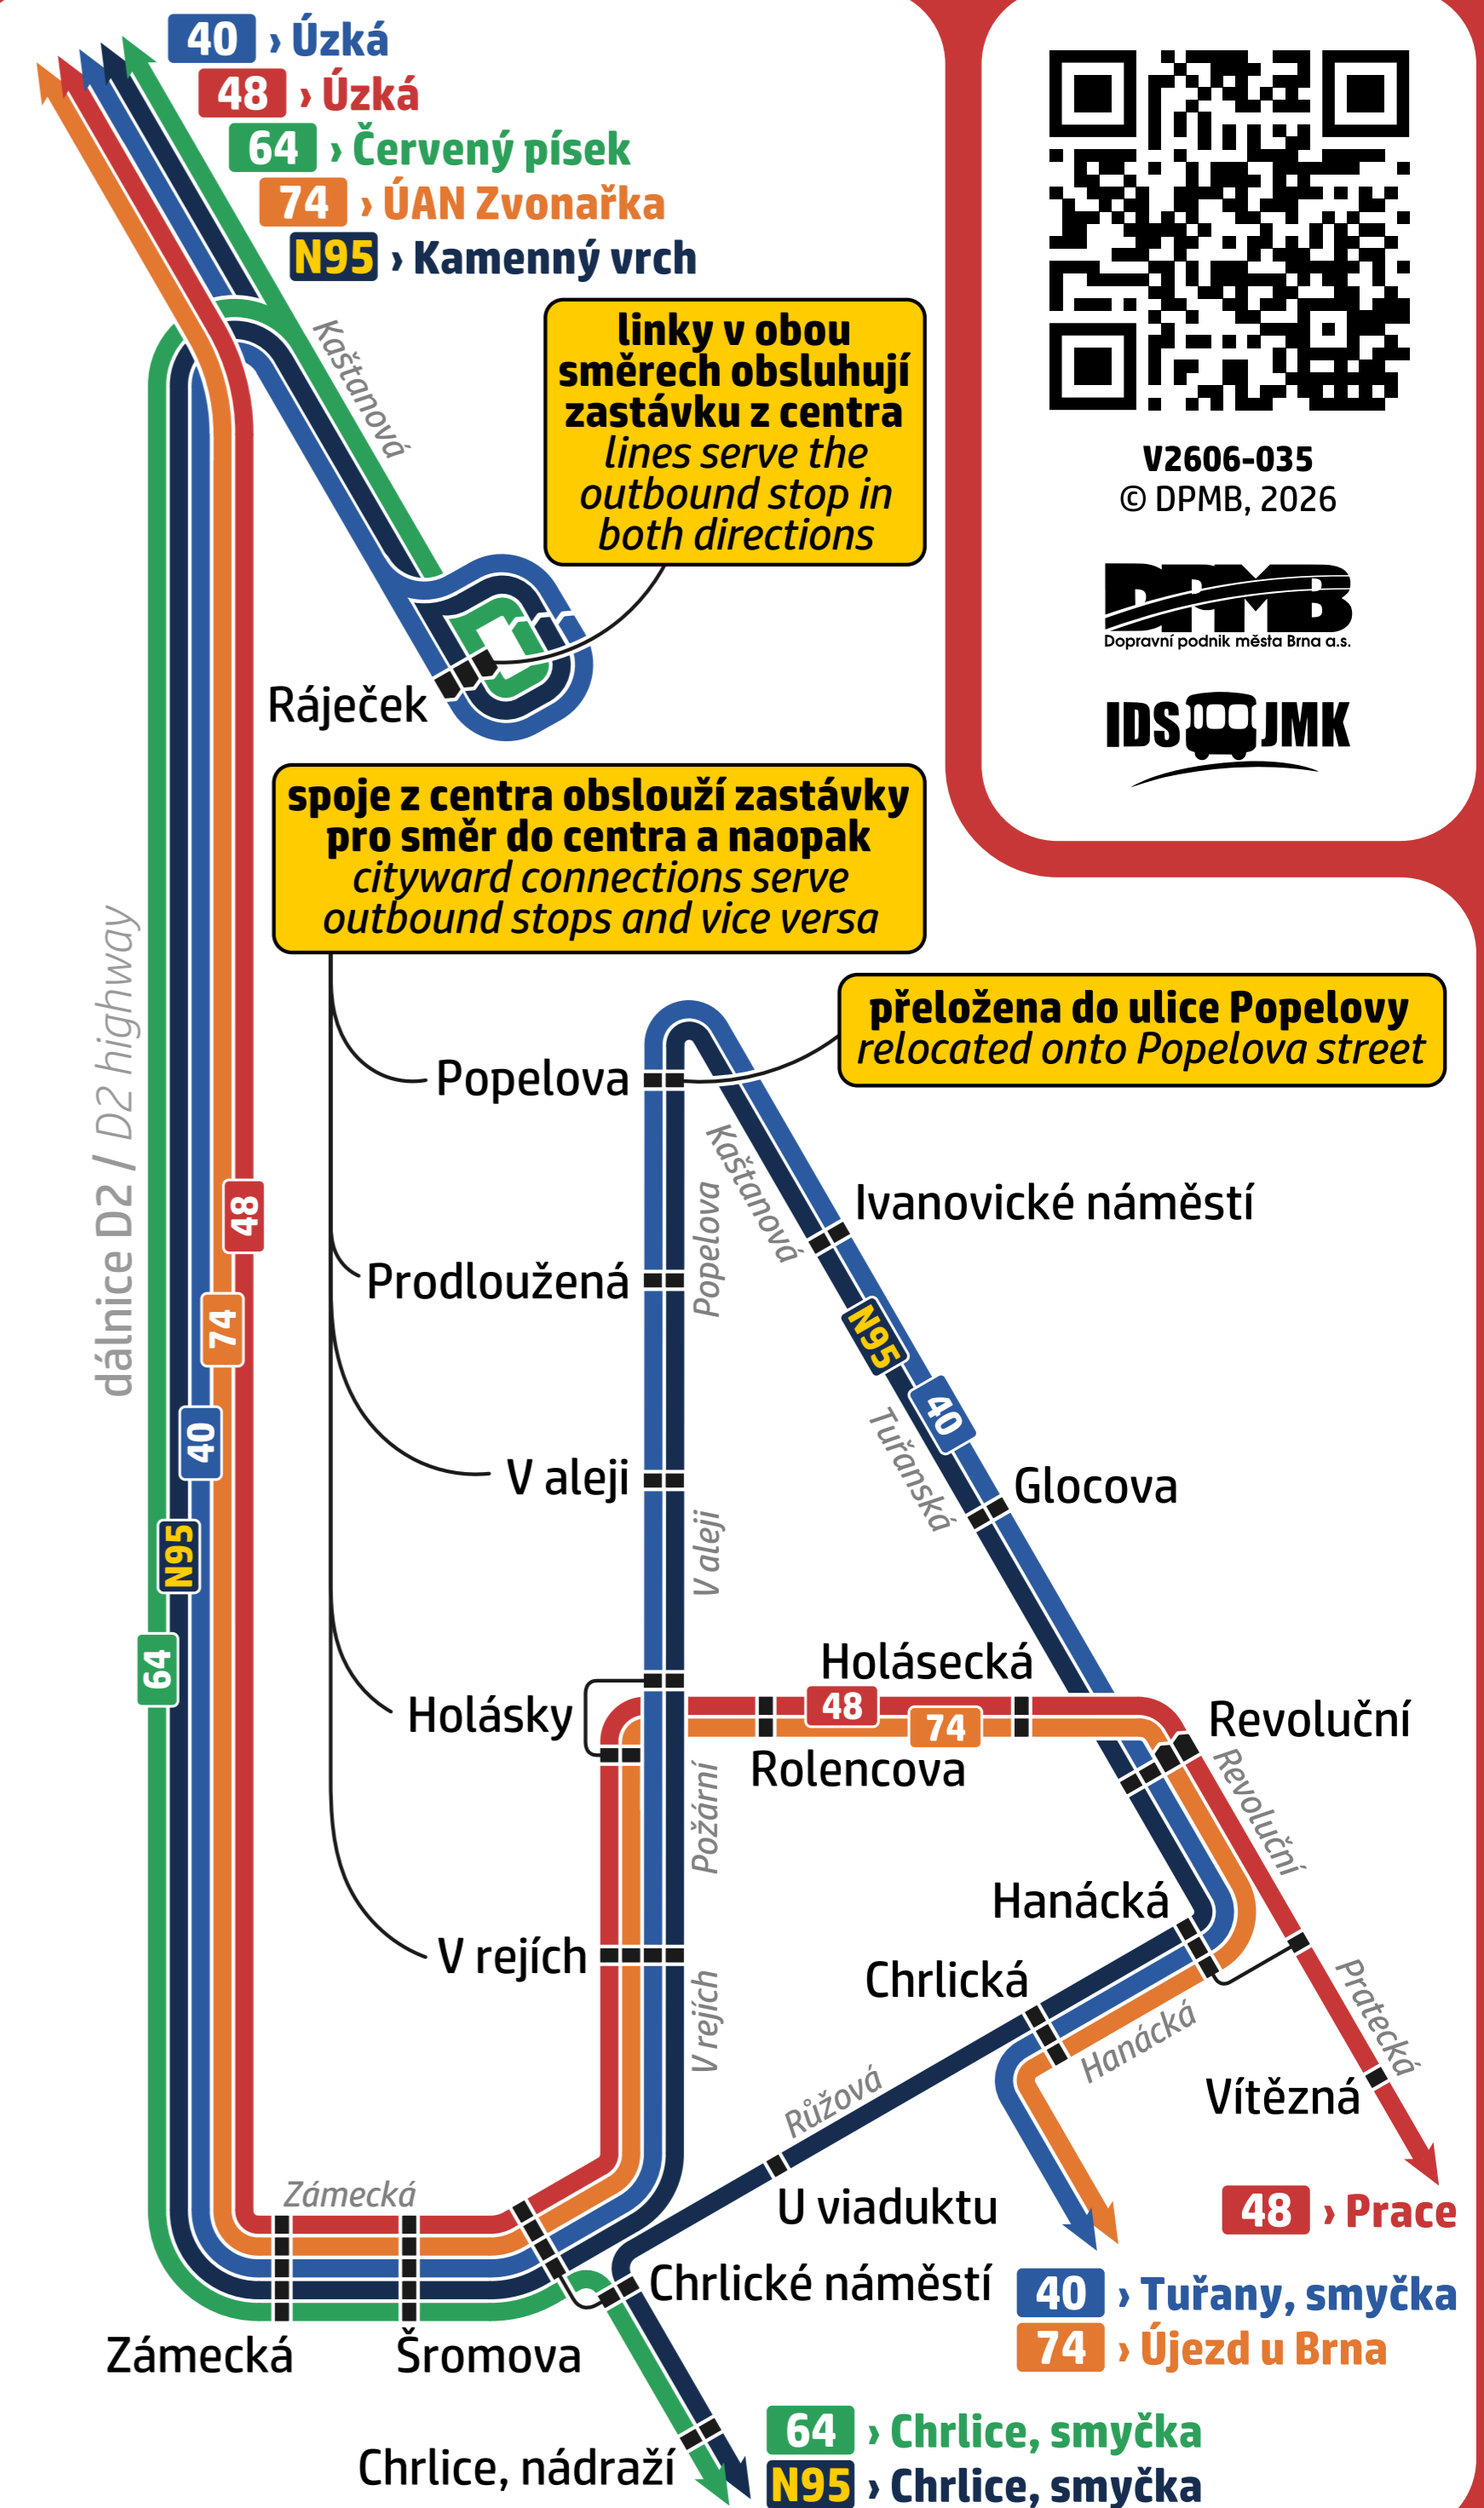 40 › Úzká
48 › Úzká
64 › Červený písek
74 › ÚAN Zvonařka
N95 › Kamenný vrch
V2606-035
© DPMB, 2026
DPMB
Dopravní podnik města Brna a.s.
IDS JMK
Kaštanová
linky v obou
směrech obsluhují
zastávku z centra
lines serve the
outbound stop in
both directions
Ráječek
spoje z centra obslouží zastávky
pro směr do centra a naopak
cityward connections serve
outbound stops and vice versa
přeložena do ulice Popelovy
relocated onto Popelova street
dálnice D2 / D2 highway
48
74
40
N95
64
Popelova
Kaštanová
Popelova
Ivanovické náměstí
Prodloužená
N95
40
Tuřanská
V aleji
Glocova
V aleji
Holásecká
48
74
Holásky
Rolencova
Revoluční
Revoluční
Požární
Hanácká
V rejích
Chrlická
V rejích
Hanácká
Pratecká
Růžová
Vítězná
Zámecká
U viaduktu
48 › Prace
Chrlické náměstí
40 › Tuřany, smyčka
74 › Újezd u Brna
Zámecká
Šromova
64 › Chrlice, smyčka
Chrlice, nádraží
N95 › Chrlice, smyčka